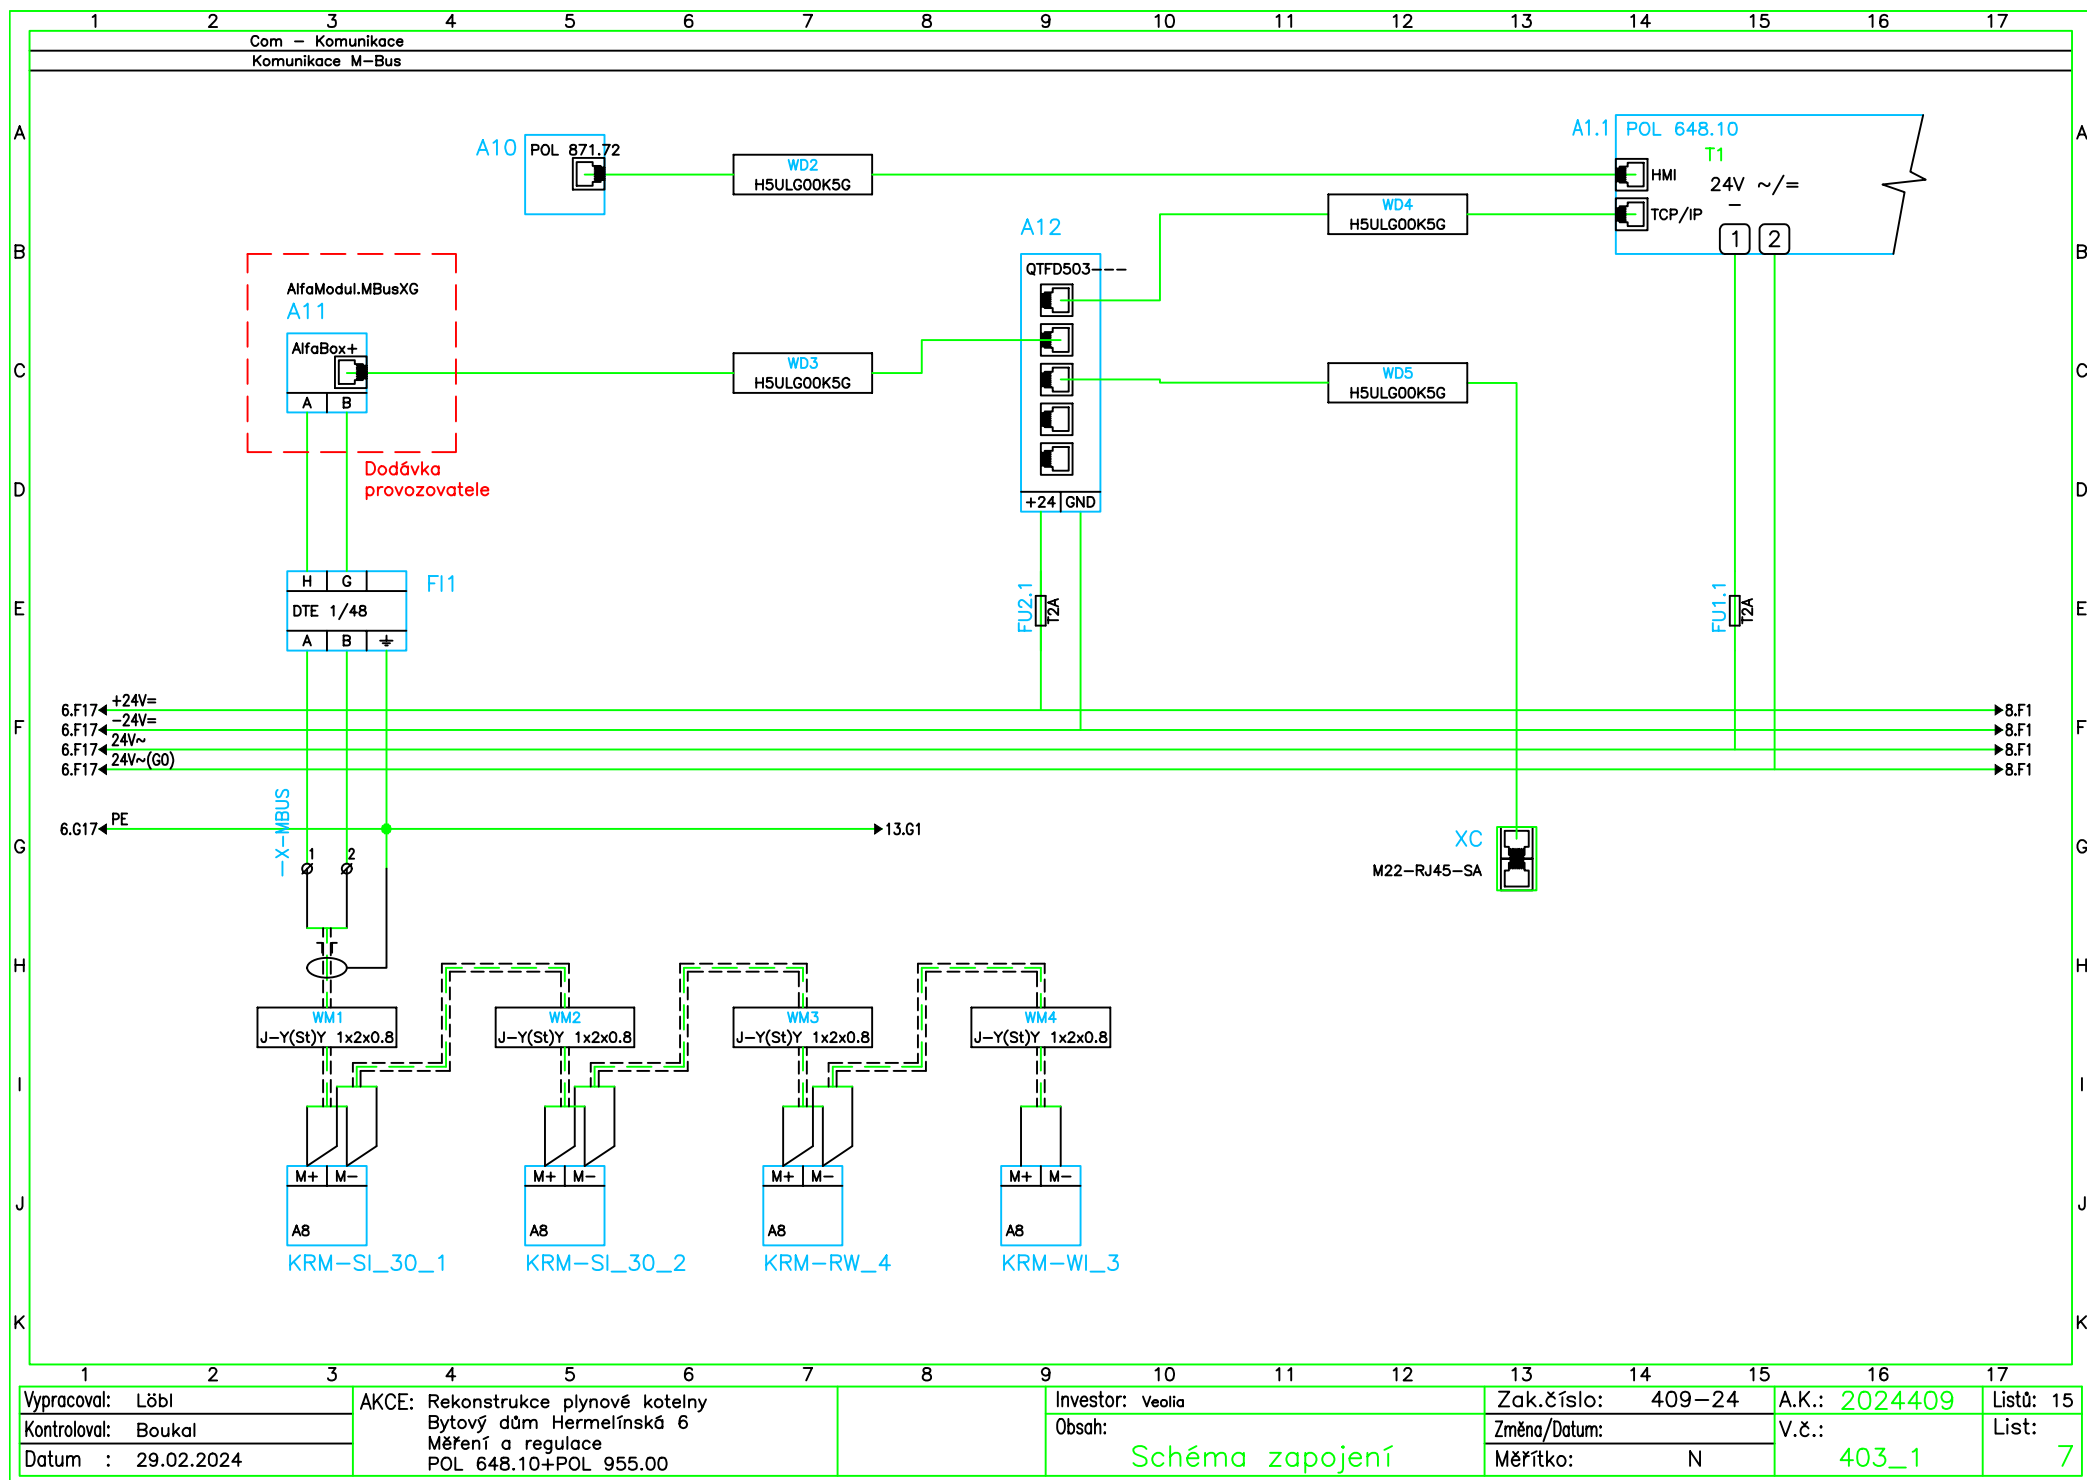 1 2 3 4 5 6 7 8 9 10 11 12 13 14 15 16 17
Com – Komunikace
Komunikace M-Bus
A A
A10
POL 871.72
WD2
H5ULG00K5G
A1.1
POL 648.10
T1
HMI
24V ~/=
–
TCP/IP
1 2
WD4
H5ULG00K5G
B B
A12
QTFD503---
AlfaModul.MBusXG
A11
AlfaBox+
A B
C C
WD3
H5ULG00K5G
WD5
H5ULG00K5G
Dodávka
provozovatele
D D
+24 GND
H G
FI1
DTE 1/48
A B
E E
FU2.1
T2A
FU1.1
T2A
F F
6.F17 +24V= 8.F1
6.F17 -24V= 8.F1
6.F17 24V~ 8.F1
6.F17 24V~(G0) 8.F1
-X-MBUS
6.G17 PE 13.G1
G G
1 2
XC
M22-RJ45-SA
H H
WM1
J-Y(St)Y 1x2x0.8
WM2
J-Y(St)Y 1x2x0.8
WM3
J-Y(St)Y 1x2x0.8
WM4
J-Y(St)Y 1x2x0.8
I I
M+ M- M+ M- M+ M- M+ M-
J J
A8 A8 A8 A8
KRM-SI_30_1 KRM-SI_30_2 KRM-RW_4 KRM-WI_3
K K
1 2 3 4 5 6 7 8 9 10 11 12 13 14 15 16 17
Vypracoval: Löbl
Kontroloval: Boukal
Datum : 29.02.2024
AKCE: Rekonstrukce plynové kotelny
Bytový dům Hermelínská 6
Měření a regulace
POL 648.10+POL 955.00
Investor: Veolia
Obsah:
Schéma zapojení
Zak.číslo: 409-24
Změna/Datum:
Měřítko: N
A.K.: 2024409
V.č.:
403_1
Listů: 15
List:
7